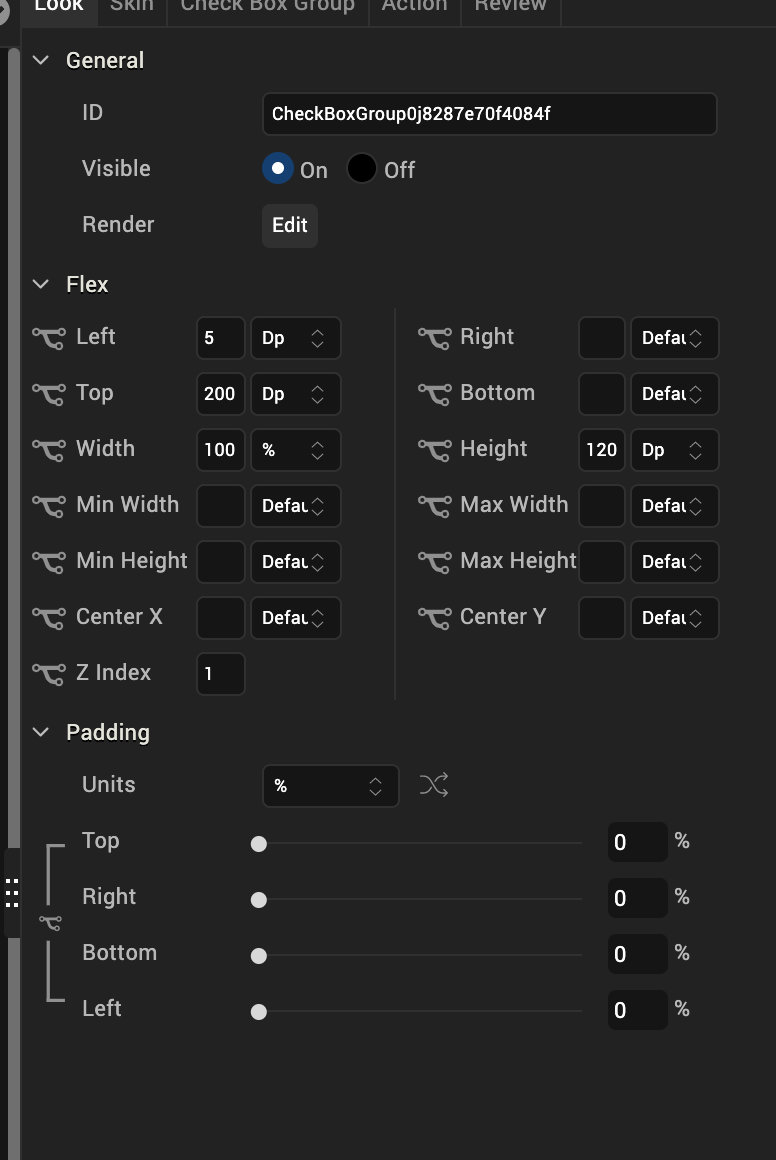 Look Skin Check Box Group Action Review
General
ID CheckBoxGroup0j8287e70f4084f
Visible On Off
Render Edit
Flex
Left 5 Dp Right Defau
Top 200 Dp Bottom Defau
Width 100 % Height 120 Dp
Min Width Defau Max Width Defau
Min Height Defau Max Height Defau
Center X Defau Center Y Defau
Z Index 1
Padding
Units %
Top 0 %
Right 0 %
Bottom 0 %
Left 0 %